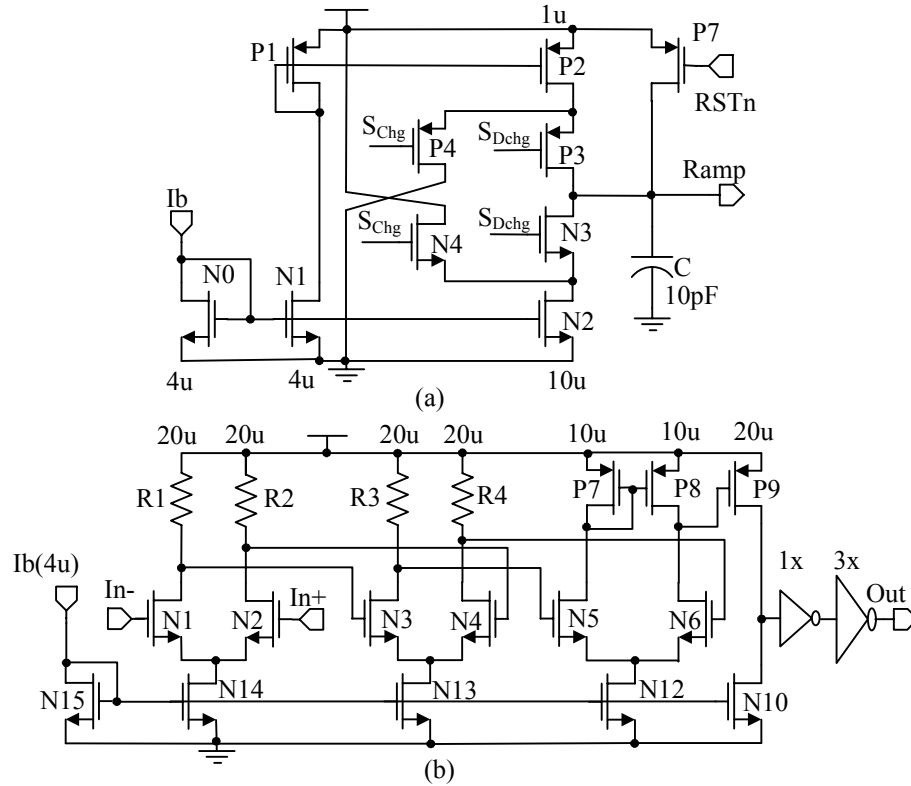 1u
P1
P2
P7
RSTn
S_Chg
P4
S_Dchg
P3
Ramp
Ib
S_Chg
N4
S_Dchg
N3
C
10pF
N0
N1
N2
4u
4u
10u
(a)
20u
20u
20u
20u
10u
10u
20u
R1
R2
R3
R4
P7
P8
P9
Ib(4u)
In-
N1
N2
In+
N3
N4
N5
N6
1x
3x
Out
N15
N14
N13
N12
N10
(b)